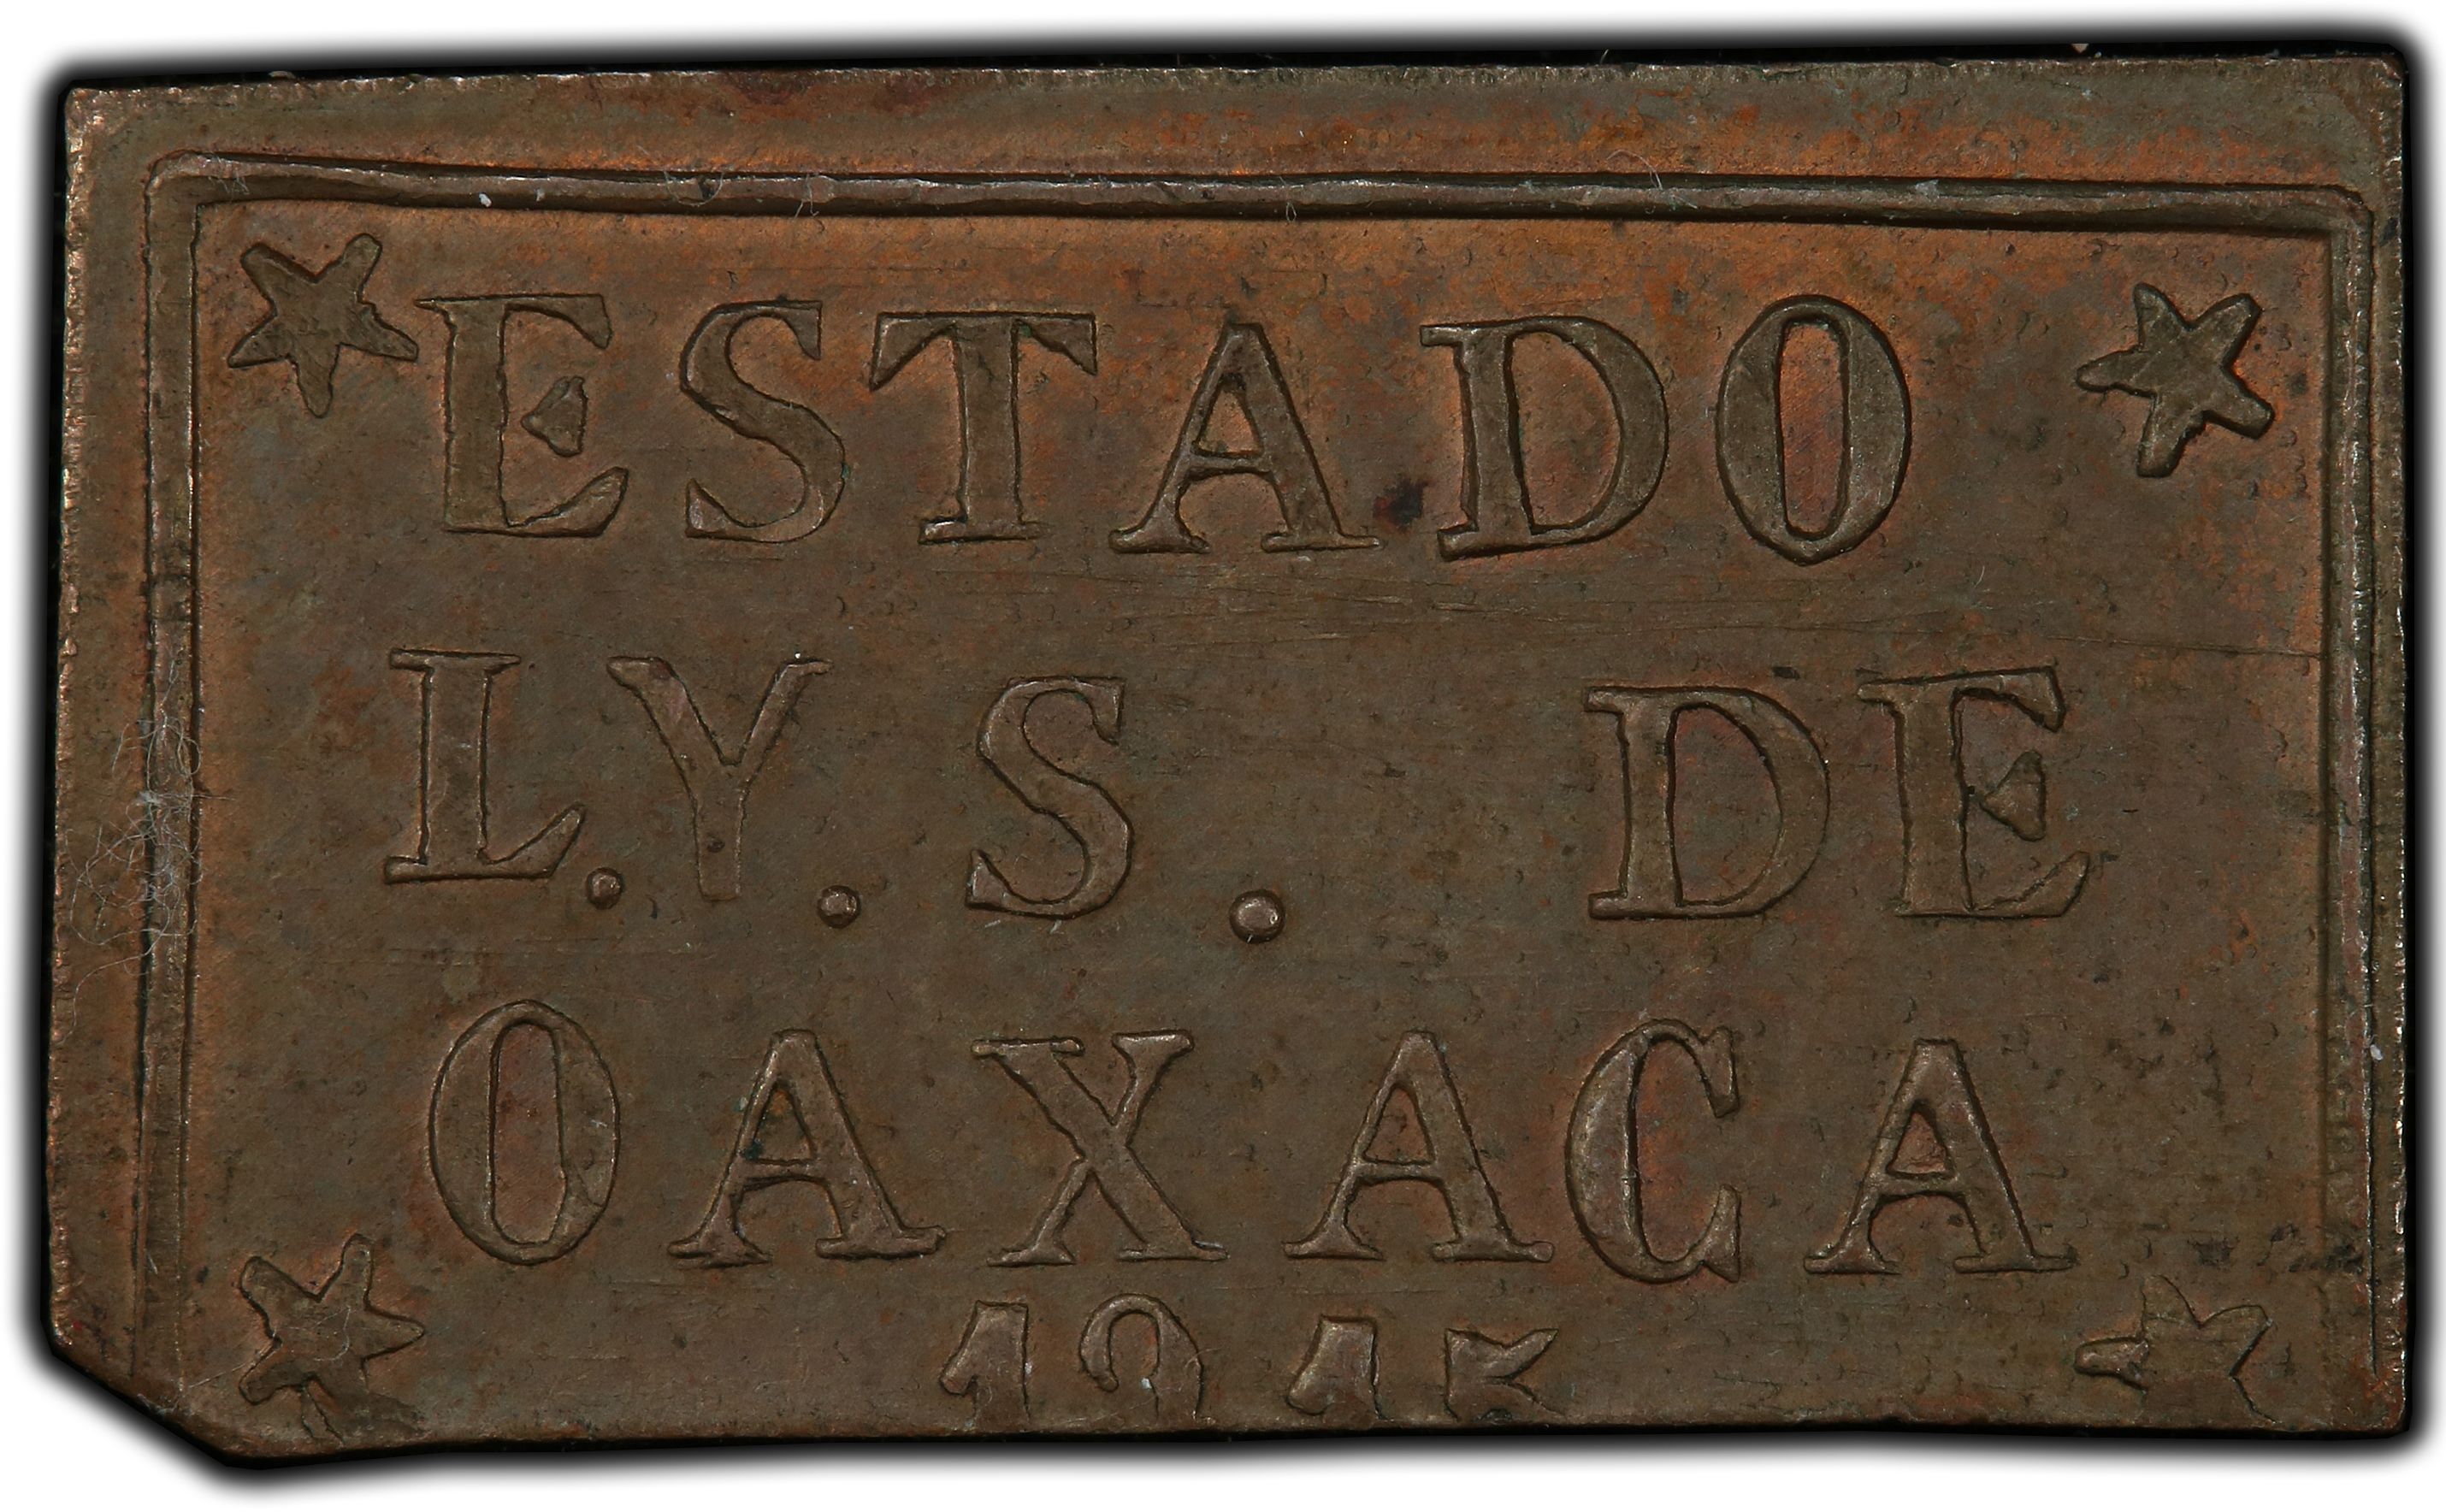 ESTADO
L.Y.S. DE
OAXACA
1915